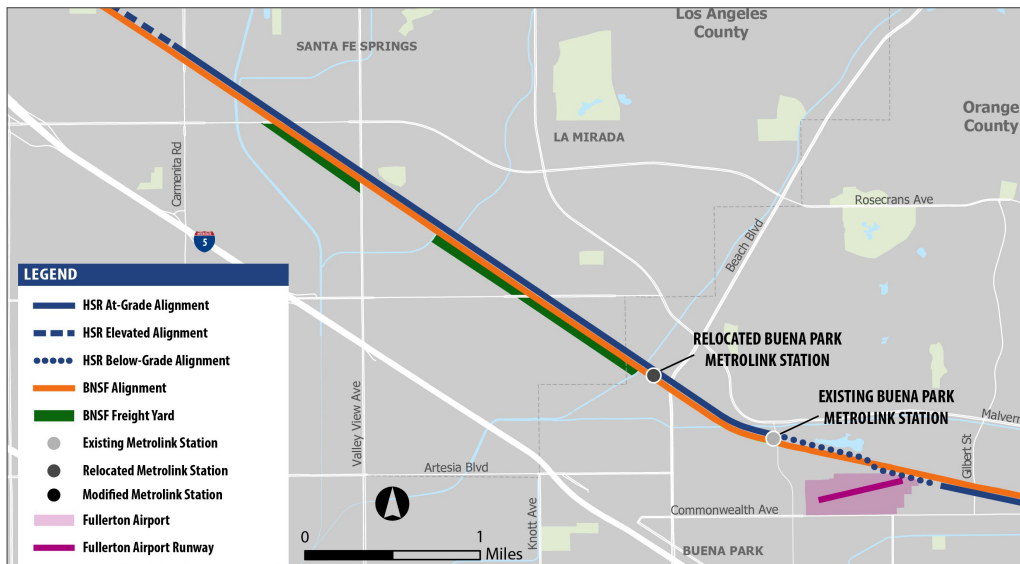 Los Angeles
County
SANTA FE SPRINGS
LA MIRADA
Orange
County
Carmenita Rd
Rosecrans Ave
Beach Blvd
5
LEGEND
HSR At-Grade Alignment
HSR Elevated Alignment
HSR Below-Grade Alignment
BNSF Alignment
BNSF Freight Yard
Existing Metrolink Station
Relocated Metrolink Station
Modified Metrolink Station
Fullerton Airport
Fullerton Airport Runway
RELOCATED BUENA PARK
METROLINK STATION
EXISTING BUENA PARK
METROLINK STATION
Malvern
Valley View Ave
Gilbert St
Artesia Blvd
Knott Ave
Commonwealth Ave
BUENA PARK
0 1
Miles